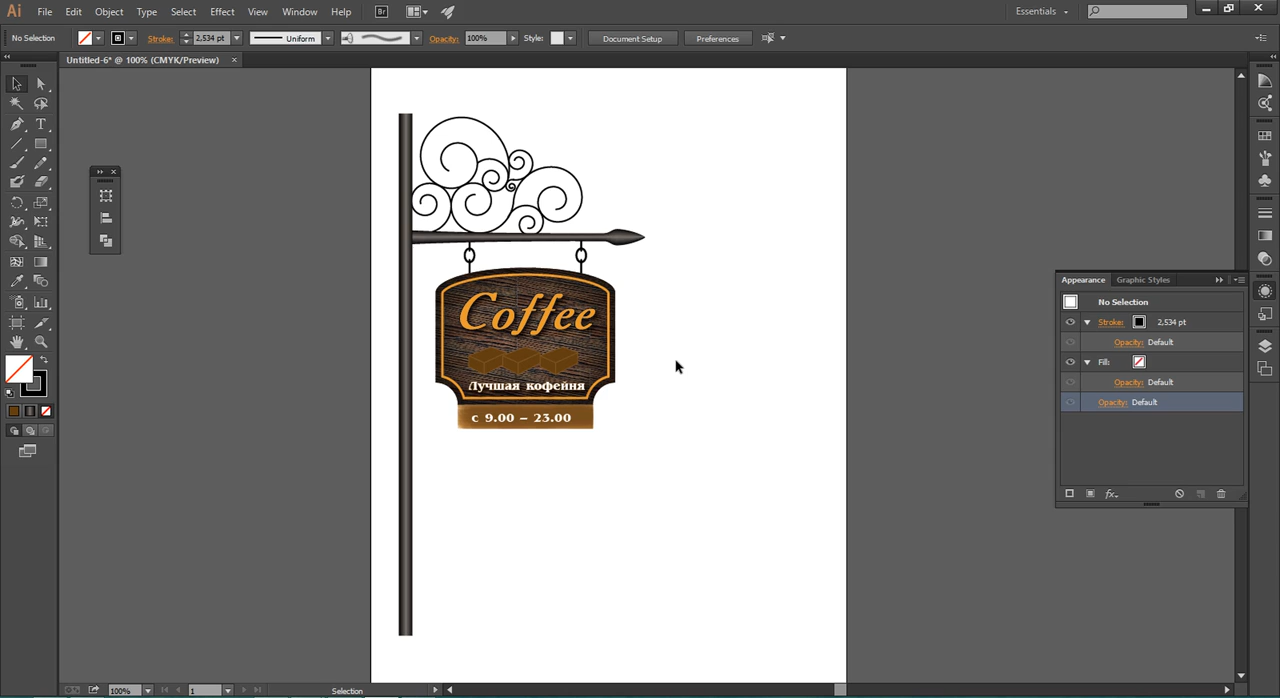 Ai File Edit Object Type Select Effect View Window Help Br Essentials
No Selection Stroke: 2,534 pt Uniform Opacity: 100% Style: Document Setup Preferences
Untitled-6* @ 100% (CMYK/Preview)
T
Coffee
Лучшая кофейня
с 9.00 – 23.00
Appearance Graphic Styles
No Selection
Stroke: 2,534 pt
Opacity: Default
Fill:
Opacity: Default
Opacity: Default
fx
100% 1 Selection